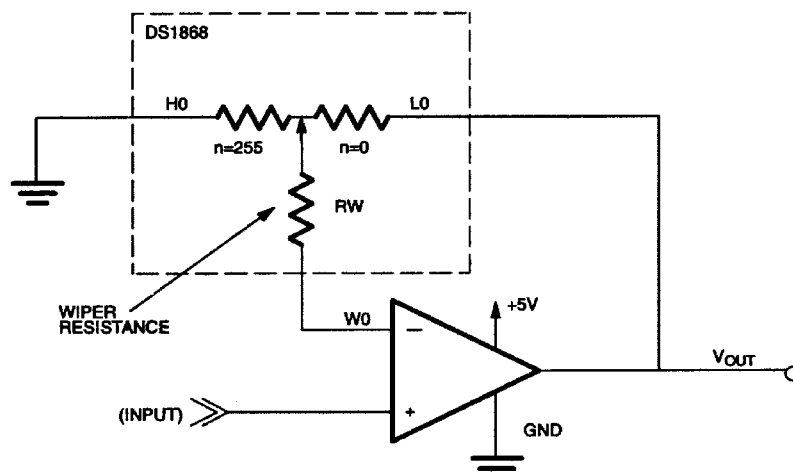 DS1868
H0
L0
n=255
n=0
RW
WIPER
RESISTANCE
W0
+5V
−
VOUT
(INPUT)
+
GND